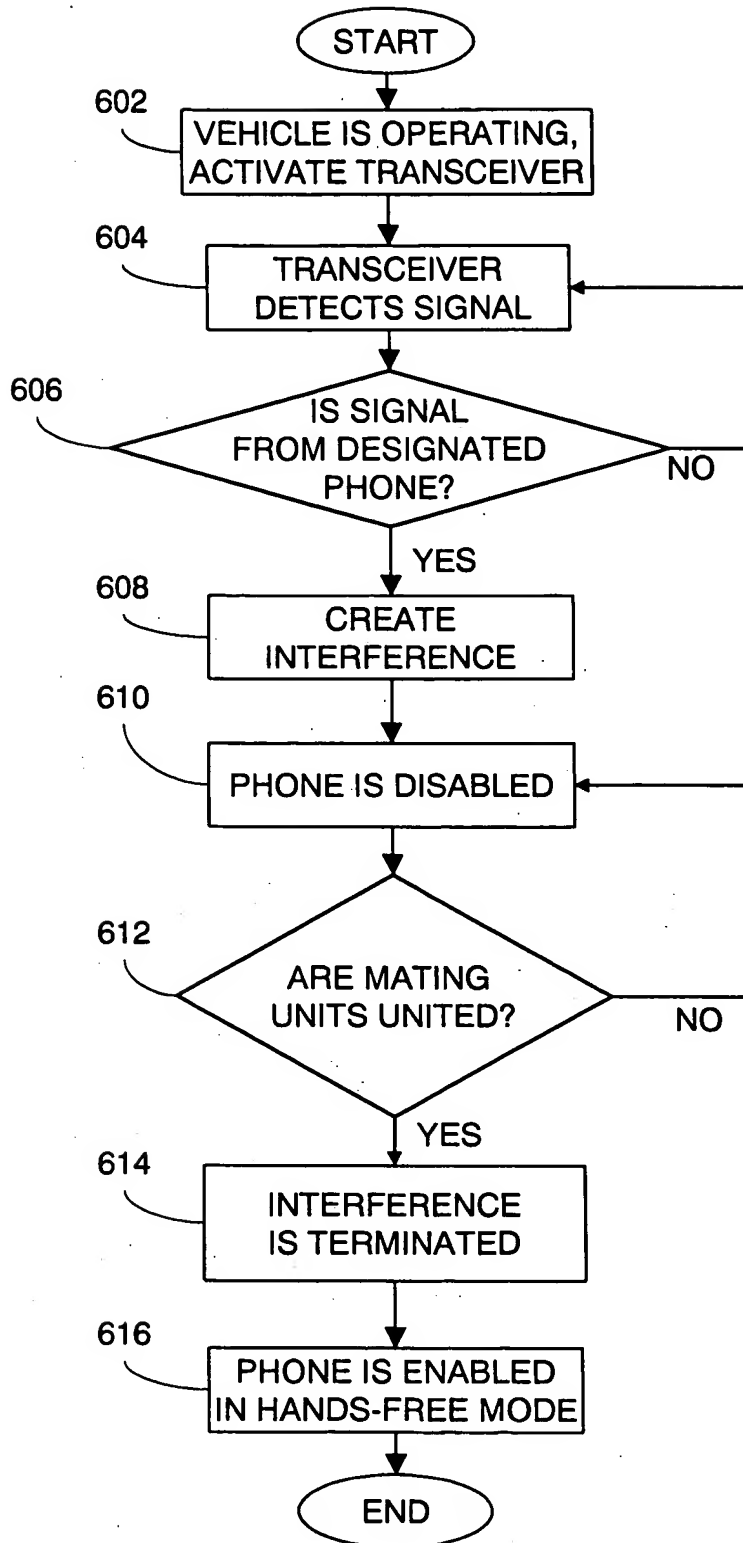 START
602
VEHICLE IS OPERATING,
ACTIVATE TRANSCEIVER
604
TRANSCEIVER
DETECTS SIGNAL
606
IS SIGNAL
FROM DESIGNATED
PHONE?
NO
YES
608
CREATE
INTERFERENCE
610
PHONE IS DISABLED
612
ARE MATING
UNITS UNITED?
NO
YES
614
INTERFERENCE
IS TERMINATED
616
PHONE IS ENABLED
IN HANDS-FREE MODE
END